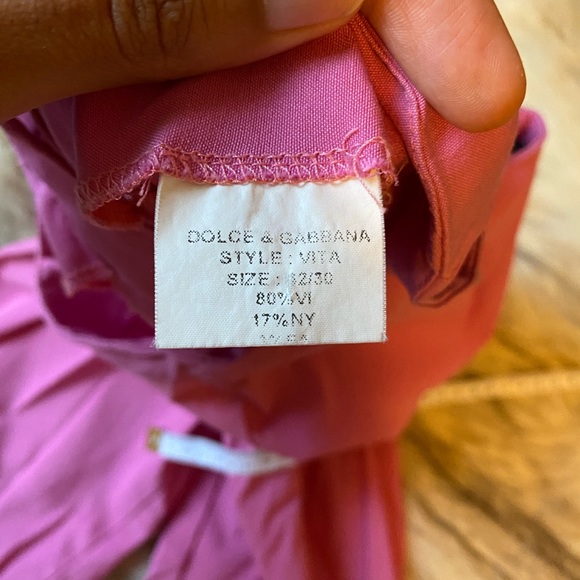 DOLCE & GABBANA
STYLE : VITA
SIZE : 32/30
80%VI
17%NY